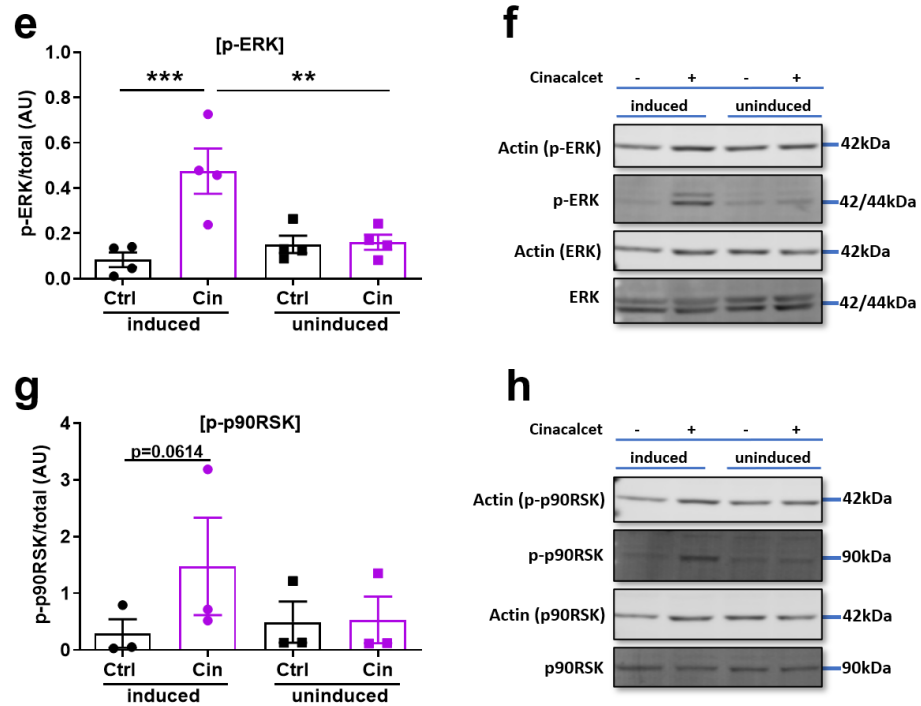 e
[p-ERK]
p-ERK/total (AU)
1.0
0.8
0.6
0.4
0.2
0.0
***
**
Ctrl Cin Ctrl Cin
induced uninduced
f
Cinacalcet - + - +
induced uninduced
Actin (p-ERK) 42kDa
p-ERK 42/44kDa
Actin (ERK) 42kDa
ERK 42/44kDa
g
[p-p90RSK]
p-p90RSK/total (AU)
4
3
2
1
0
p=0.0614
Ctrl Cin Ctrl Cin
induced uninduced
h
Cinacalcet - + - +
induced uninduced
Actin (p-p90RSK) 42kDa
p-p90RSK 90kDa
Actin (p90RSK) 42kDa
p90RSK 90kDa